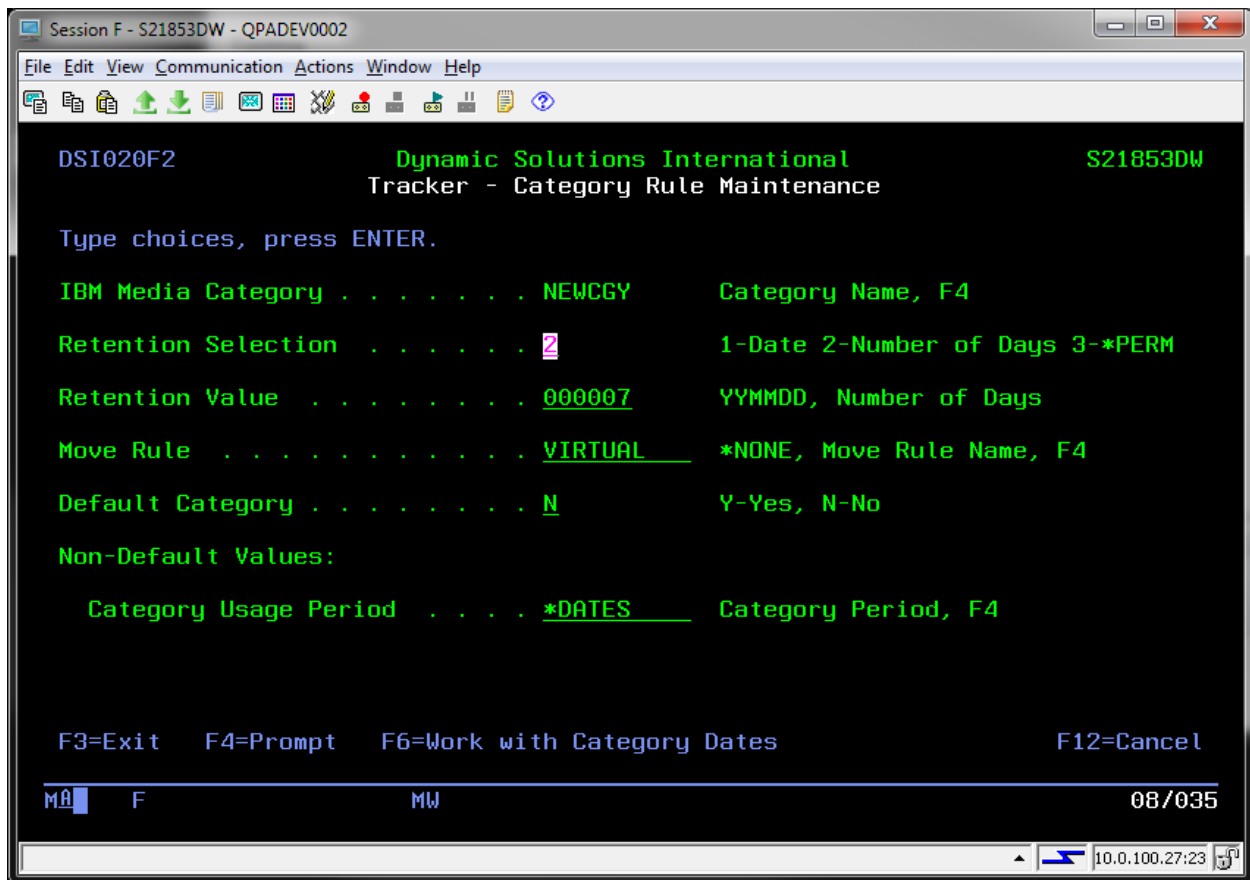 Session F - S21853DW - QPADEV0002
File Edit View Communication Actions Window Help
DSI020F2 Dynamic Solutions International S21853DW
Tracker - Category Rule Maintenance
Type choices, press ENTER.
IBM Media Category . . . . . . . NEWCGY Category Name, F4
Retention Selection . . . . . . 2 1-Date 2-Number of Days 3-*PERM
Retention Value . . . . . . . . 000007 YYMMDD, Number of Days
Move Rule . . . . . . . . . . . VIRTUAL *NONE, Move Rule Name, F4
Default Category . . . . . . . . N Y-Yes, N-No
Non-Default Values:
Category Usage Period . . . . *DATES Category Period, F4
F3=Exit F4=Prompt F6=Work with Category Dates F12=Cancel
MA F MW 08/035
10.0.100.27:23